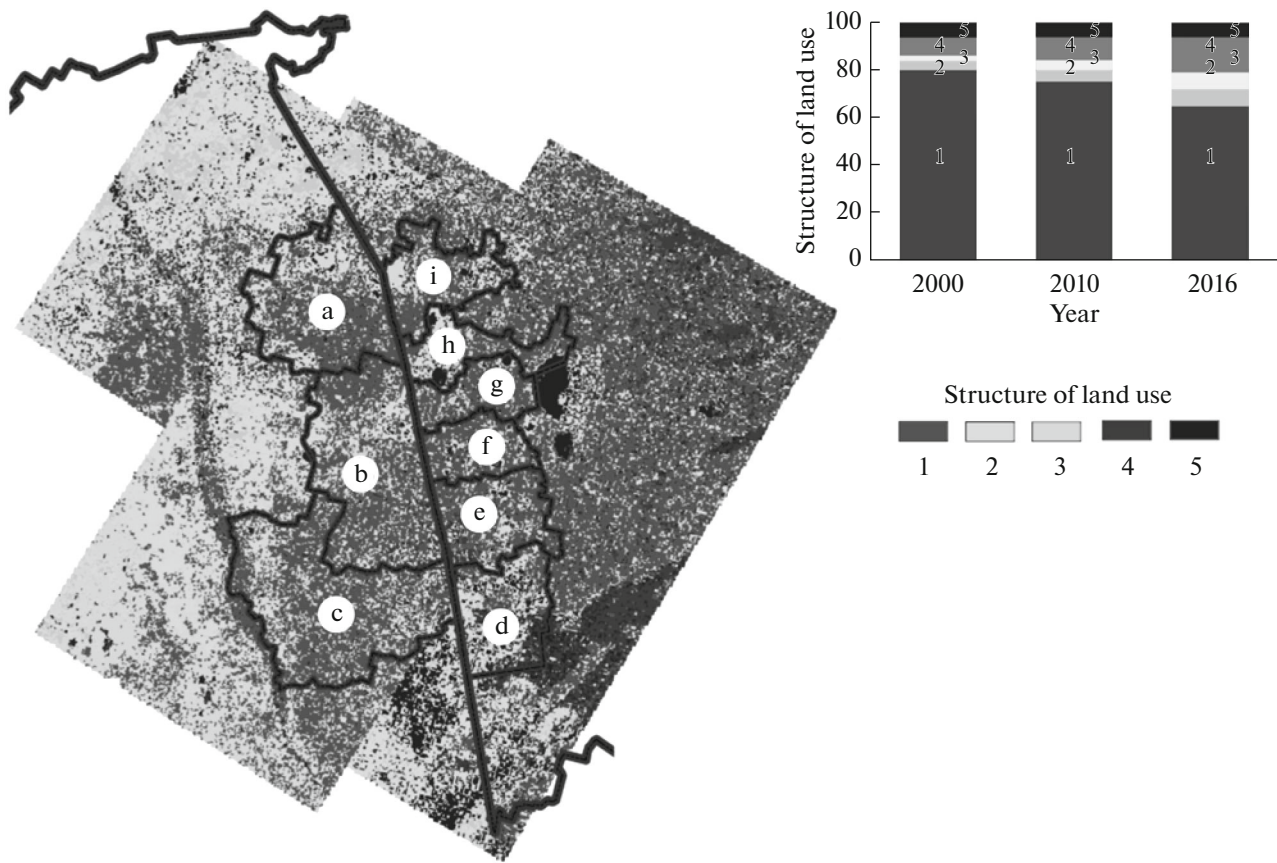 100
80
60
40
20
0
Structure of land use
5 5 5
4 3 4 3 4 3
2 2 2
1 1 1
2000 2010 2016
Year
Structure of land use
1 2 3 4 5
i
a
h
g
f
b
e
c
d